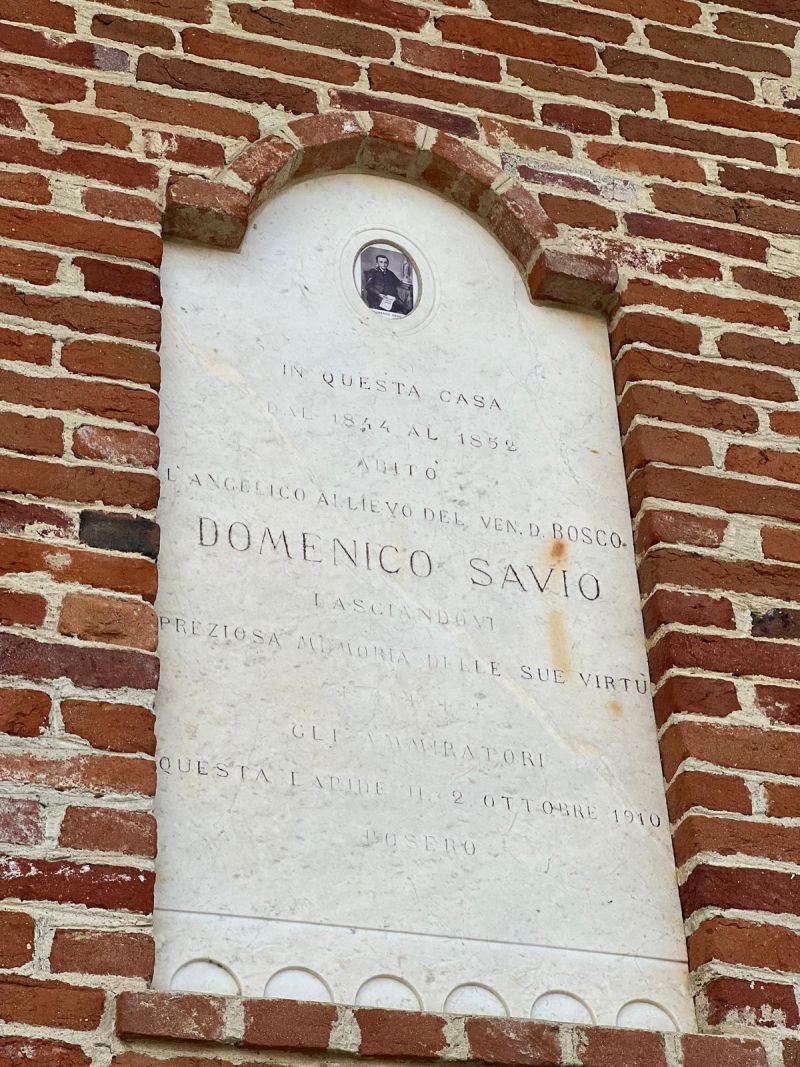 IN QUESTA CASA
DAL 1844 AL 1852
ABITÒ
L'ANGELICO ALLIEVO DEL VEN. D. BOSCO
DOMENICO SAVIO
LASCIANDOVI
PREZIOSA MEMORIA DELLE SUE VIRTÙ
GLI AMMIRATORI
QUESTA LAPIDE IL 2 OTTOBRE 1910
POSERO